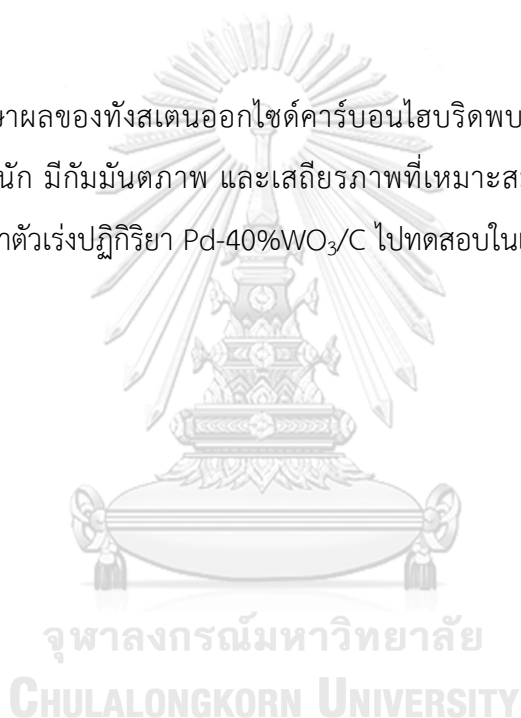 ษาผลของทังสเตนออกไซด์คาร์บอนไฮบริดพบ
นัก มีกัมมันตภาพ และเสถียรภาพที่เหมาะส
าตัวเร่งปฏิกิริยา Pd-40%WO₃/C ไปทดสอบใน
จุฬาลงกรณ์มหาวิทยาลัย
CHULALONGKORN UNIVERSITY